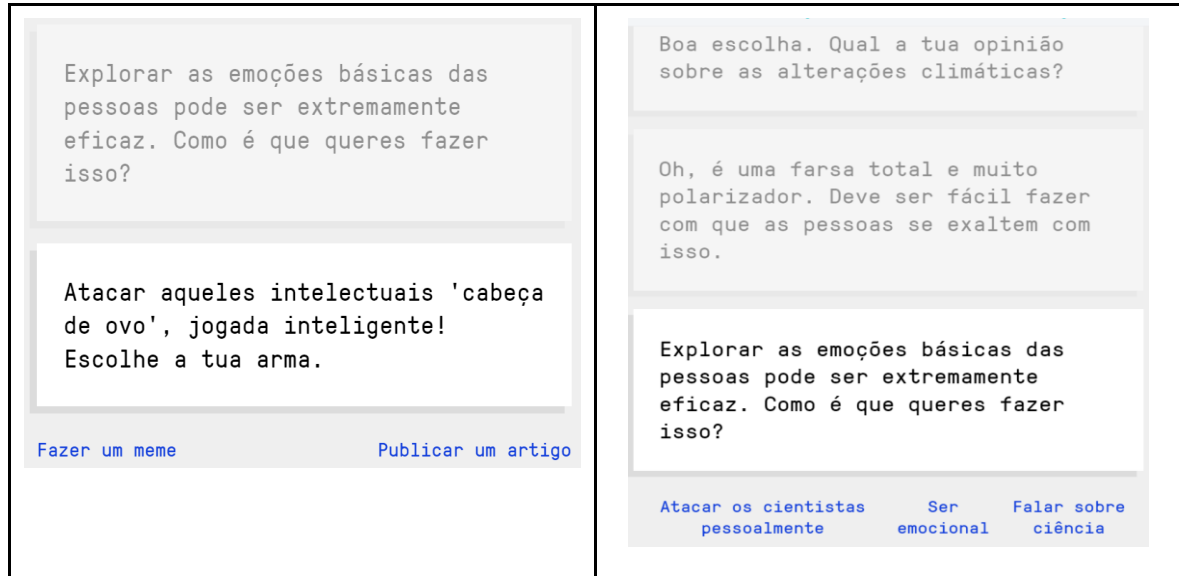 Explorar as emoções básicas das
pessoas pode ser extremamente
eficaz. Como é que queres fazer
isso?
Atacar aqueles intelectuais 'cabeça
de ovo', jogada inteligente!
Escolhe a tua arma.
Fazer um meme
Publicar um artigo
Boa escolha. Qual a tua opinião
sobre as alterações climáticas?
Oh, é uma farsa total e muito
polarizador. Deve ser fácil fazer
com que as pessoas se exaltem com
isso.
Explorar as emoções básicas das
pessoas pode ser extremamente
eficaz. Como é que queres fazer
isso?
Atacar os cientistas
pessoalmente
Ser
emocional
Falar sobre
ciência